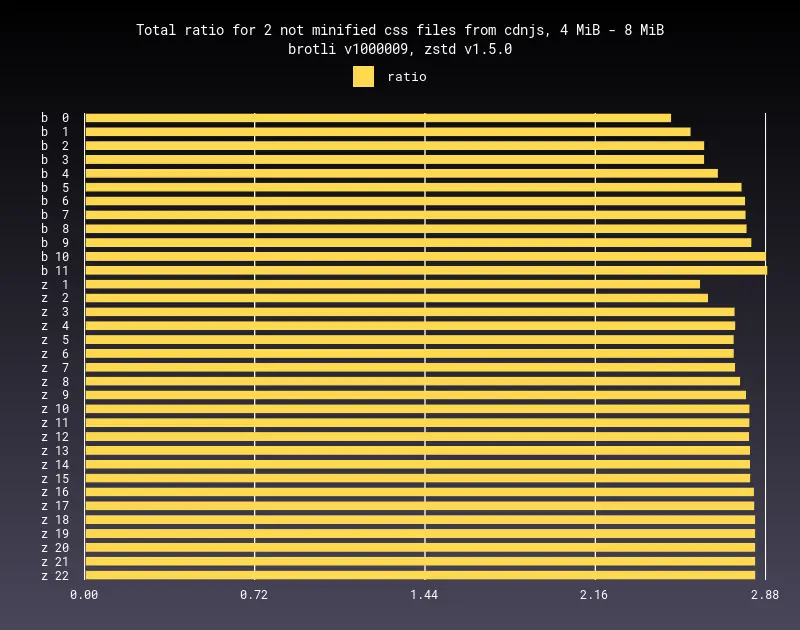 Total ratio for 2 not minified css files from cdnjs, 4 MiB - 8 MiB
brotli v1000009, zstd v1.5.0
ratio
b 0
b 1
b 2
b 3
b 4
b 5
b 6
b 7
b 8
b 9
b 10
b 11
z 1
z 2
z 3
z 4
z 5
z 6
z 7
z 8
z 9
z 10
z 11
z 12
z 13
z 14
z 15
z 16
z 17
z 18
z 19
z 20
z 21
z 22
0.00 0.72 1.44 2.16 2.88